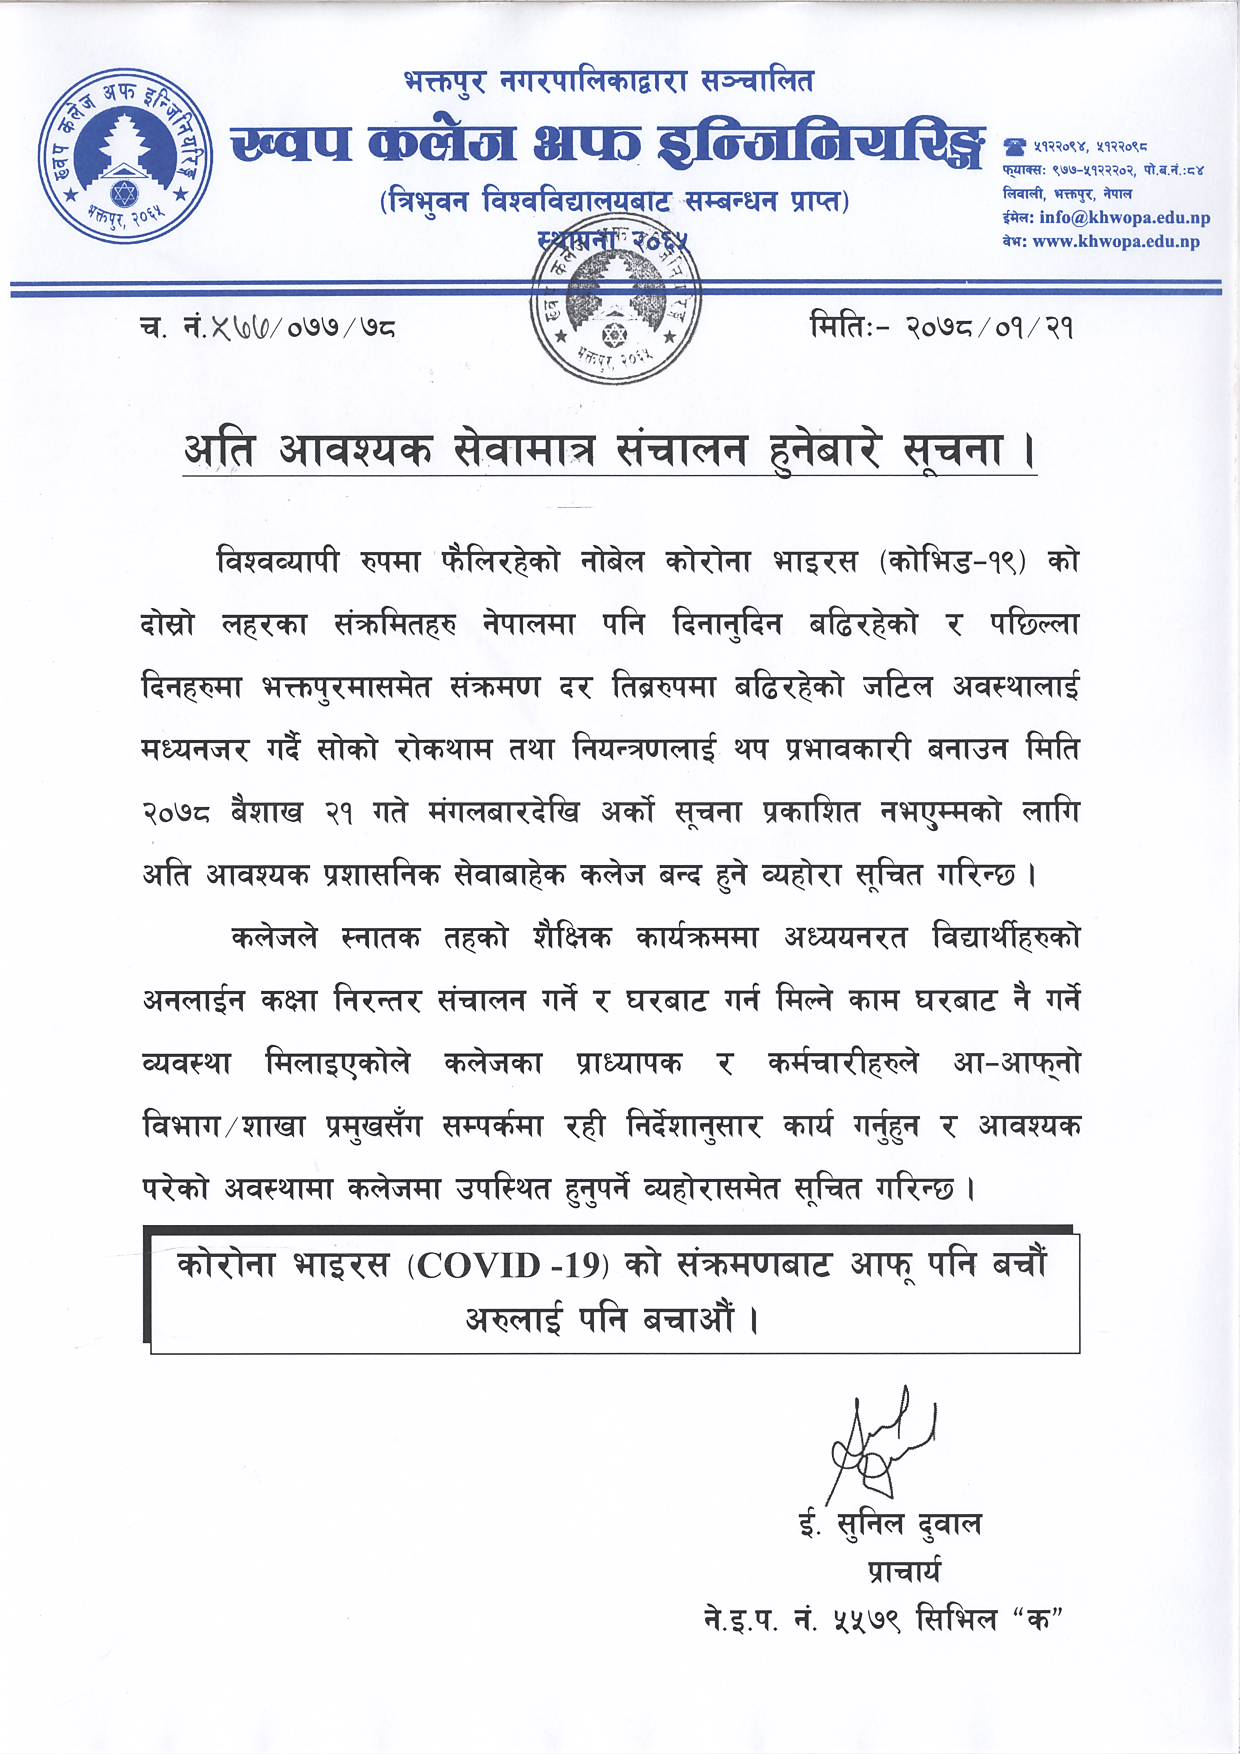 भक्तपुर नगरपालिकाद्वारा सञ्चालित
ख्वप कलेज अफ इन्जिनियरिङ्ग
(त्रिभुवन विश्वविद्यालयबाट सम्बन्धन प्राप्त)
स्थापना २०६५
ख्वप कलेज अफ इन्जिनियरिङ्ग
भक्तपुर, २०६५
☎ ५१२२०९४, ५१२२०९८
फ्याक्स: ९७७-५१२२२०२, पो.ब.नं.:८४
लिवाली, भक्तपुर, नेपाल
ईमेल: info@khwopa.edu.np
वेभ: www.khwopa.edu.np
ख्वप कलेज अफ इन्जिनियरिङ्ग
भक्तपुर, २०६५
च. नं.५७७/०७७/७८
मितिः- २०७८/०१/२१
अति आवश्यक सेवामात्र संचालन हुनेबारे सूचना ।
विश्वव्यापी रुपमा फैलिरहेको नोबेल कोरोना भाइरस (कोभिड-१९) को
दोस्रो लहरका संक्रमितहरु नेपालमा पनि दिनानुदिन बढिरहेको र पछिल्ला
दिनहरुमा भक्तपुरमासमेत संक्रमण दर तिब्ररुपमा बढिरहेको जटिल अवस्थालाई
मध्यनजर गर्दै सोको रोकथाम तथा नियन्त्रणलाई थप प्रभावकारी बनाउन मिति
२०७८ बैशाख २१ गते मंगलबारदेखि अर्को सूचना प्रकाशित नभएम्मको लागि
अति आवश्यक प्रशासनिक सेवाबाहेक कलेज बन्द हुने व्यहोरा सूचित गरिन्छ ।
कलेजले स्नातक तहको शैक्षिक कार्यक्रममा अध्ययनरत विद्यार्थीहरुको
अनलाईन कक्षा निरन्तर संचालन गर्ने र घरबाट गर्न मिल्ने काम घरबाट नै गर्ने
व्यवस्था मिलाइएकोले कलेजका प्राध्यापक र कर्मचारीहरुले आ-आफ्‍नो
विभाग/शाखा प्रमुखसँग सम्पर्कमा रही निर्देशानुसार कार्य गर्नुहुन र आवश्यक
परेको अवस्थामा कलेजमा उपस्थित हुनुपर्ने व्यहोरासमेत सूचित गरिन्छ ।
कोरोना भाइरस (COVID -19) को संक्रमणबाट आफू पनि बचौं
अरुलाई पनि बचाऔं ।
ई. सुनिल दुवाल
प्राचार्य
ने.इ.प. नं. ५५७९ सिभिल “क”